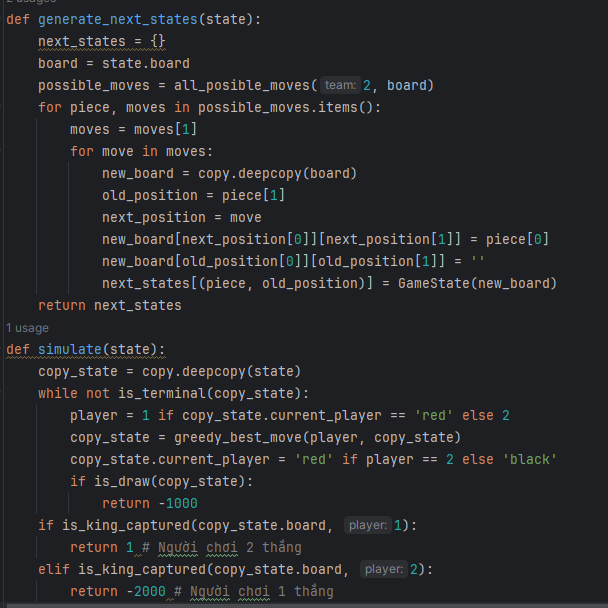 2 usages
def generate_next_states(state):
    next_states = {}
    board = state.board
    possible_moves = all_posible_moves( team: 2, board)
    for piece, moves in possible_moves.items():
        moves = moves[1]
        for move in moves:
            new_board = copy.deepcopy(board)
            old_position = piece[1]
            next_position = move
            new_board[next_position[0]][next_position[1]] = piece[0]
            new_board[old_position[0]][old_position[1]] = ''
            next_states[(piece, old_position)] = GameState(new_board)
    return next_states
1 usage
def simulate(state):
    copy_state = copy.deepcopy(state)
    while not is_terminal(copy_state):
        player = 1 if copy_state.current_player == 'red' else 2
        copy_state = greedy_best_move(player, copy_state)
        copy_state.current_player = 'red' if player == 2 else 'black'
        if is_draw(copy_state):
            return -1000
    if is_king_captured(copy_state.board, player: 1):
        return 1 # Người chơi 2 thắng
    elif is_king_captured(copy_state.board, player: 2):
        return -2000 # Người chơi 1 thắng